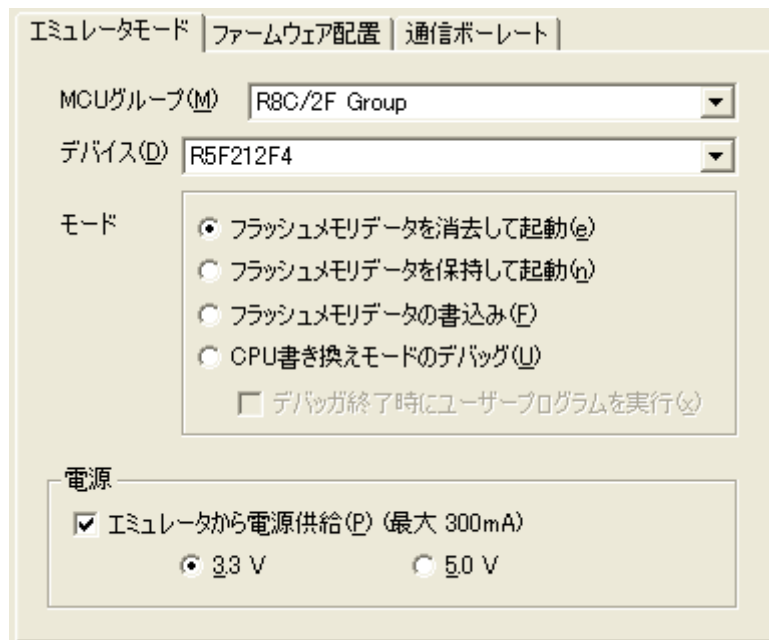 エミュレータモード ファームウェア配置 通信ボーレート
MCUグループ(M) R8C/2F Group
デバイス(D) R5F212F4
モード
フラッシュメモリデータを消去して起動(e)
フラッシュメモリデータを保持して起動(n)
フラッシュメモリデータの書込み(F)
CPU書き換えモードのデバッグ(U)
デバッガ終了時にユーザープログラムを実行(x)
電源
エミュレータから電源供給(P) (最大 300mA)
3.3 V 5.0 V